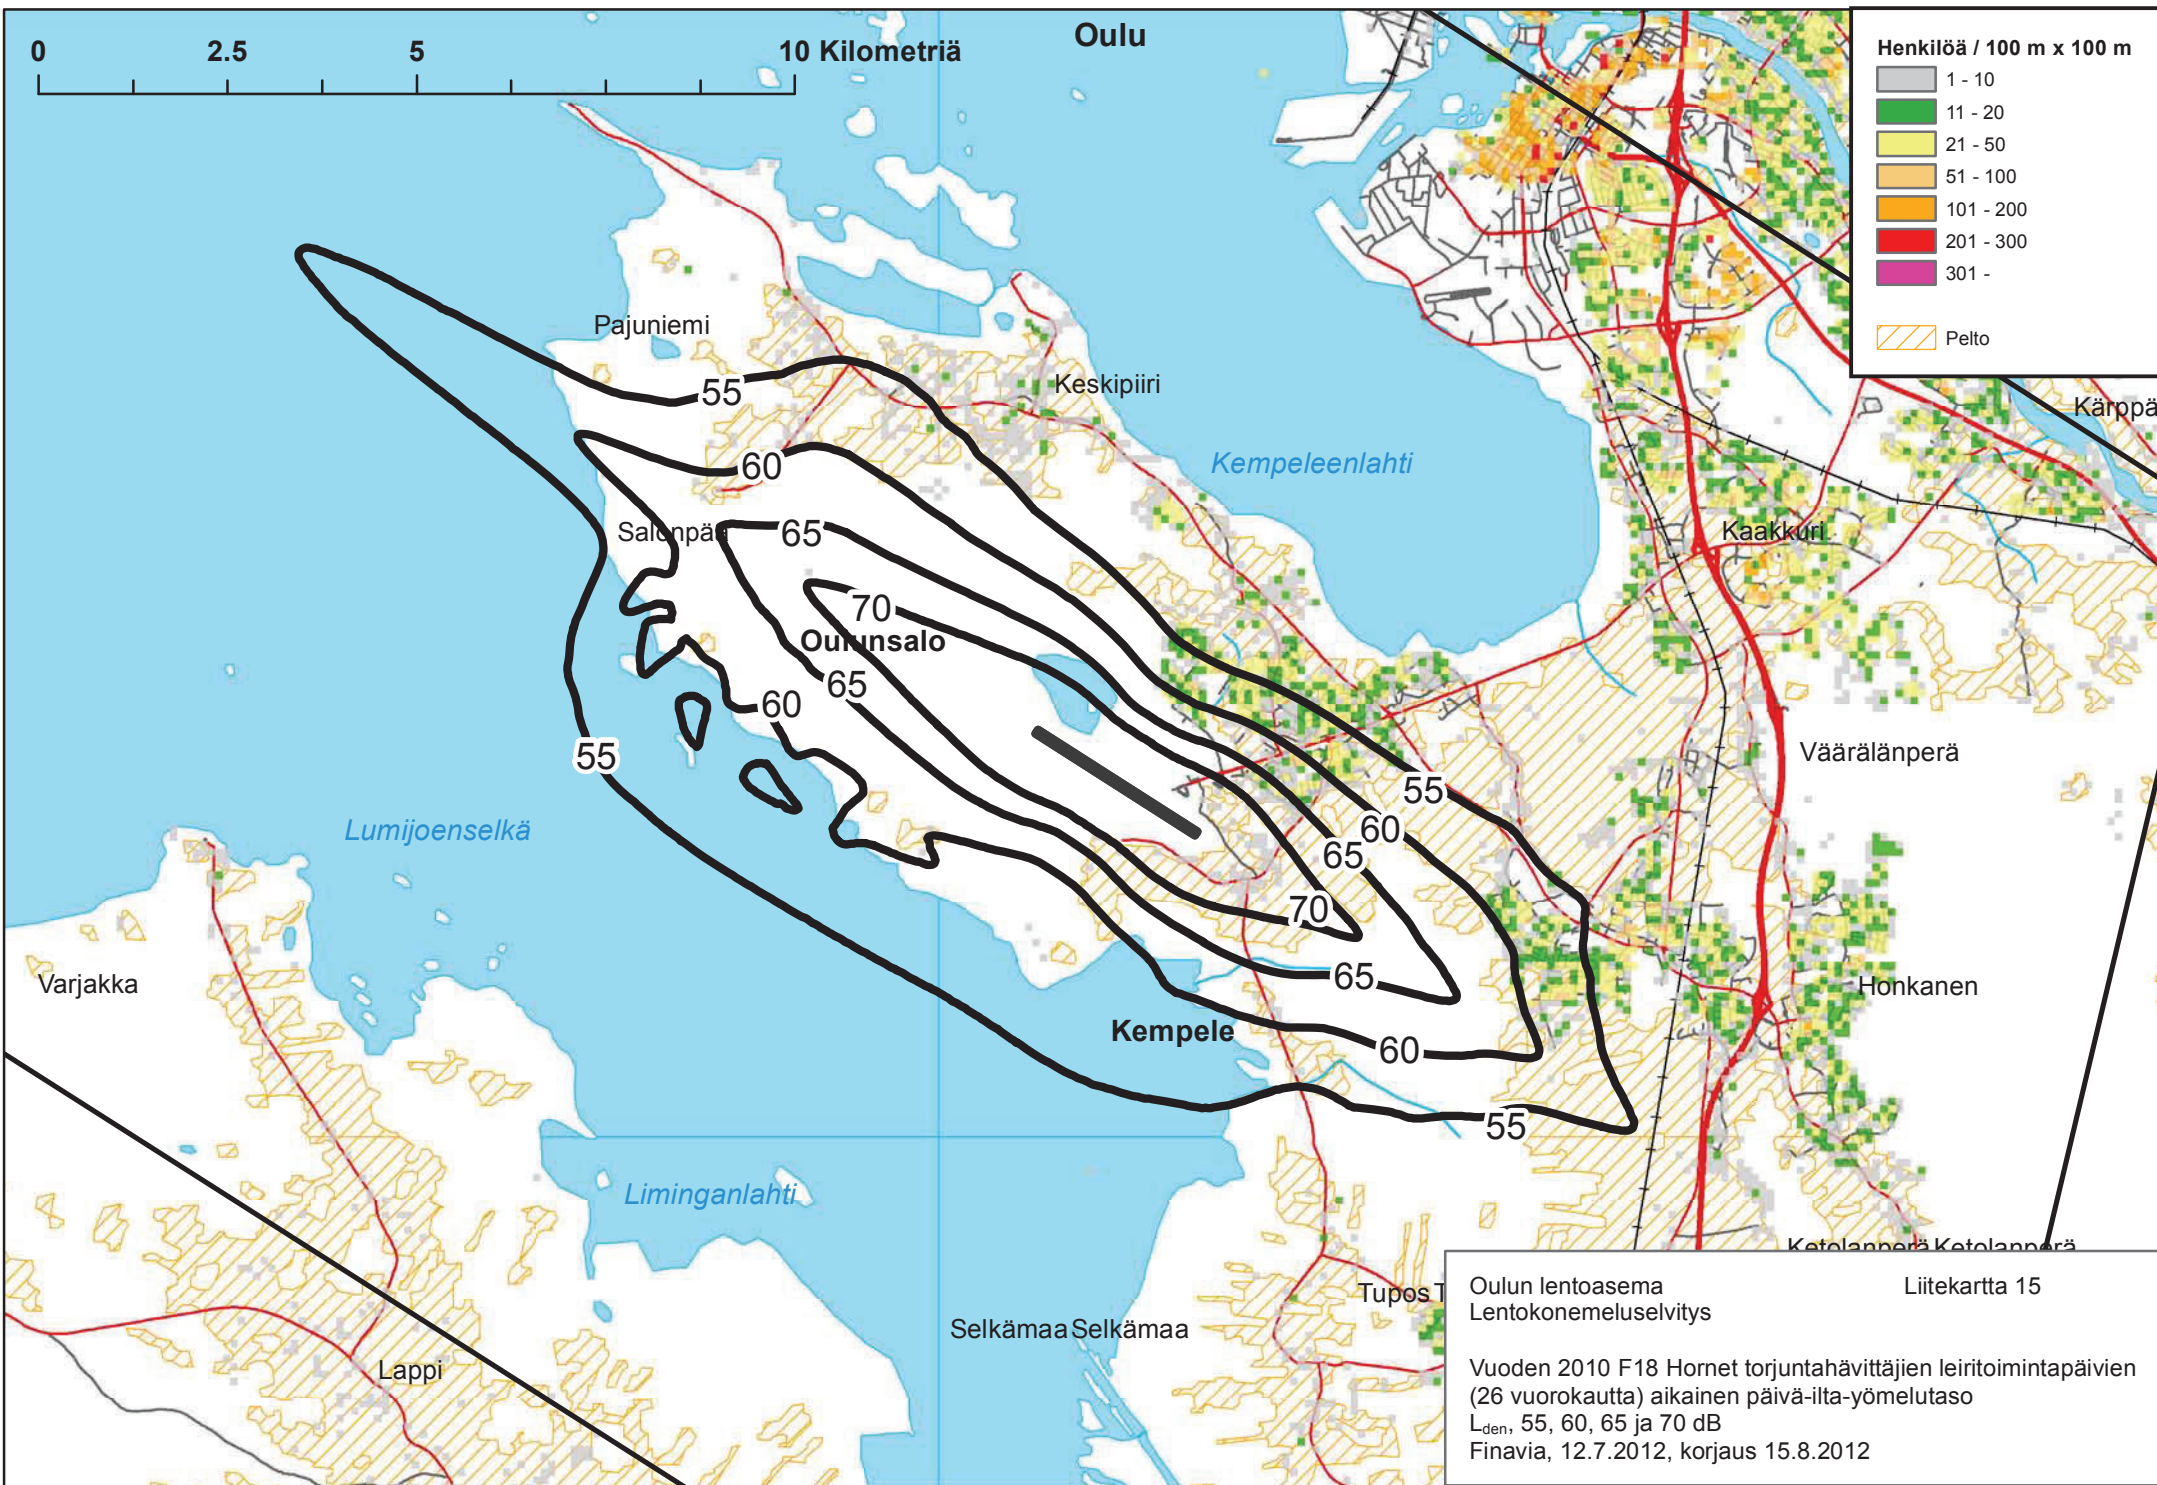 0 2.5 5 10 Kilometriä
Oulu
Henkilöä / 100 m x 100 m
1 - 10
11 - 20
21 - 50
51 - 100
101 - 200
201 - 300
301 -
Pelto
Pajuniemi
55
Keskipiiri
Kärppä
60
Kempeleenlahti
Salonpää
65
Kaakkuri
70
Oulunsalo
65
60
55
Väärälänperä
55
Lumijoenselkä
60
65
70
Varjakka
65
Honkanen
Kempele
60
55
Liminganlahti
Ketolanperä Ketolanperä
Tupos T
Selkämaa Selkämaa
Lappi
Oulun lentoasema Liitekartta 15
Lentokonemeluselvitys
Vuoden 2010 F18 Hornet torjuntahävittäjien leiritoimintapäivien
(26 vuorokautta) aikainen päivä-ilta-yömelutaso
Lden, 55, 60, 65 ja 70 dB
Finavia, 12.7.2012, korjaus 15.8.2012